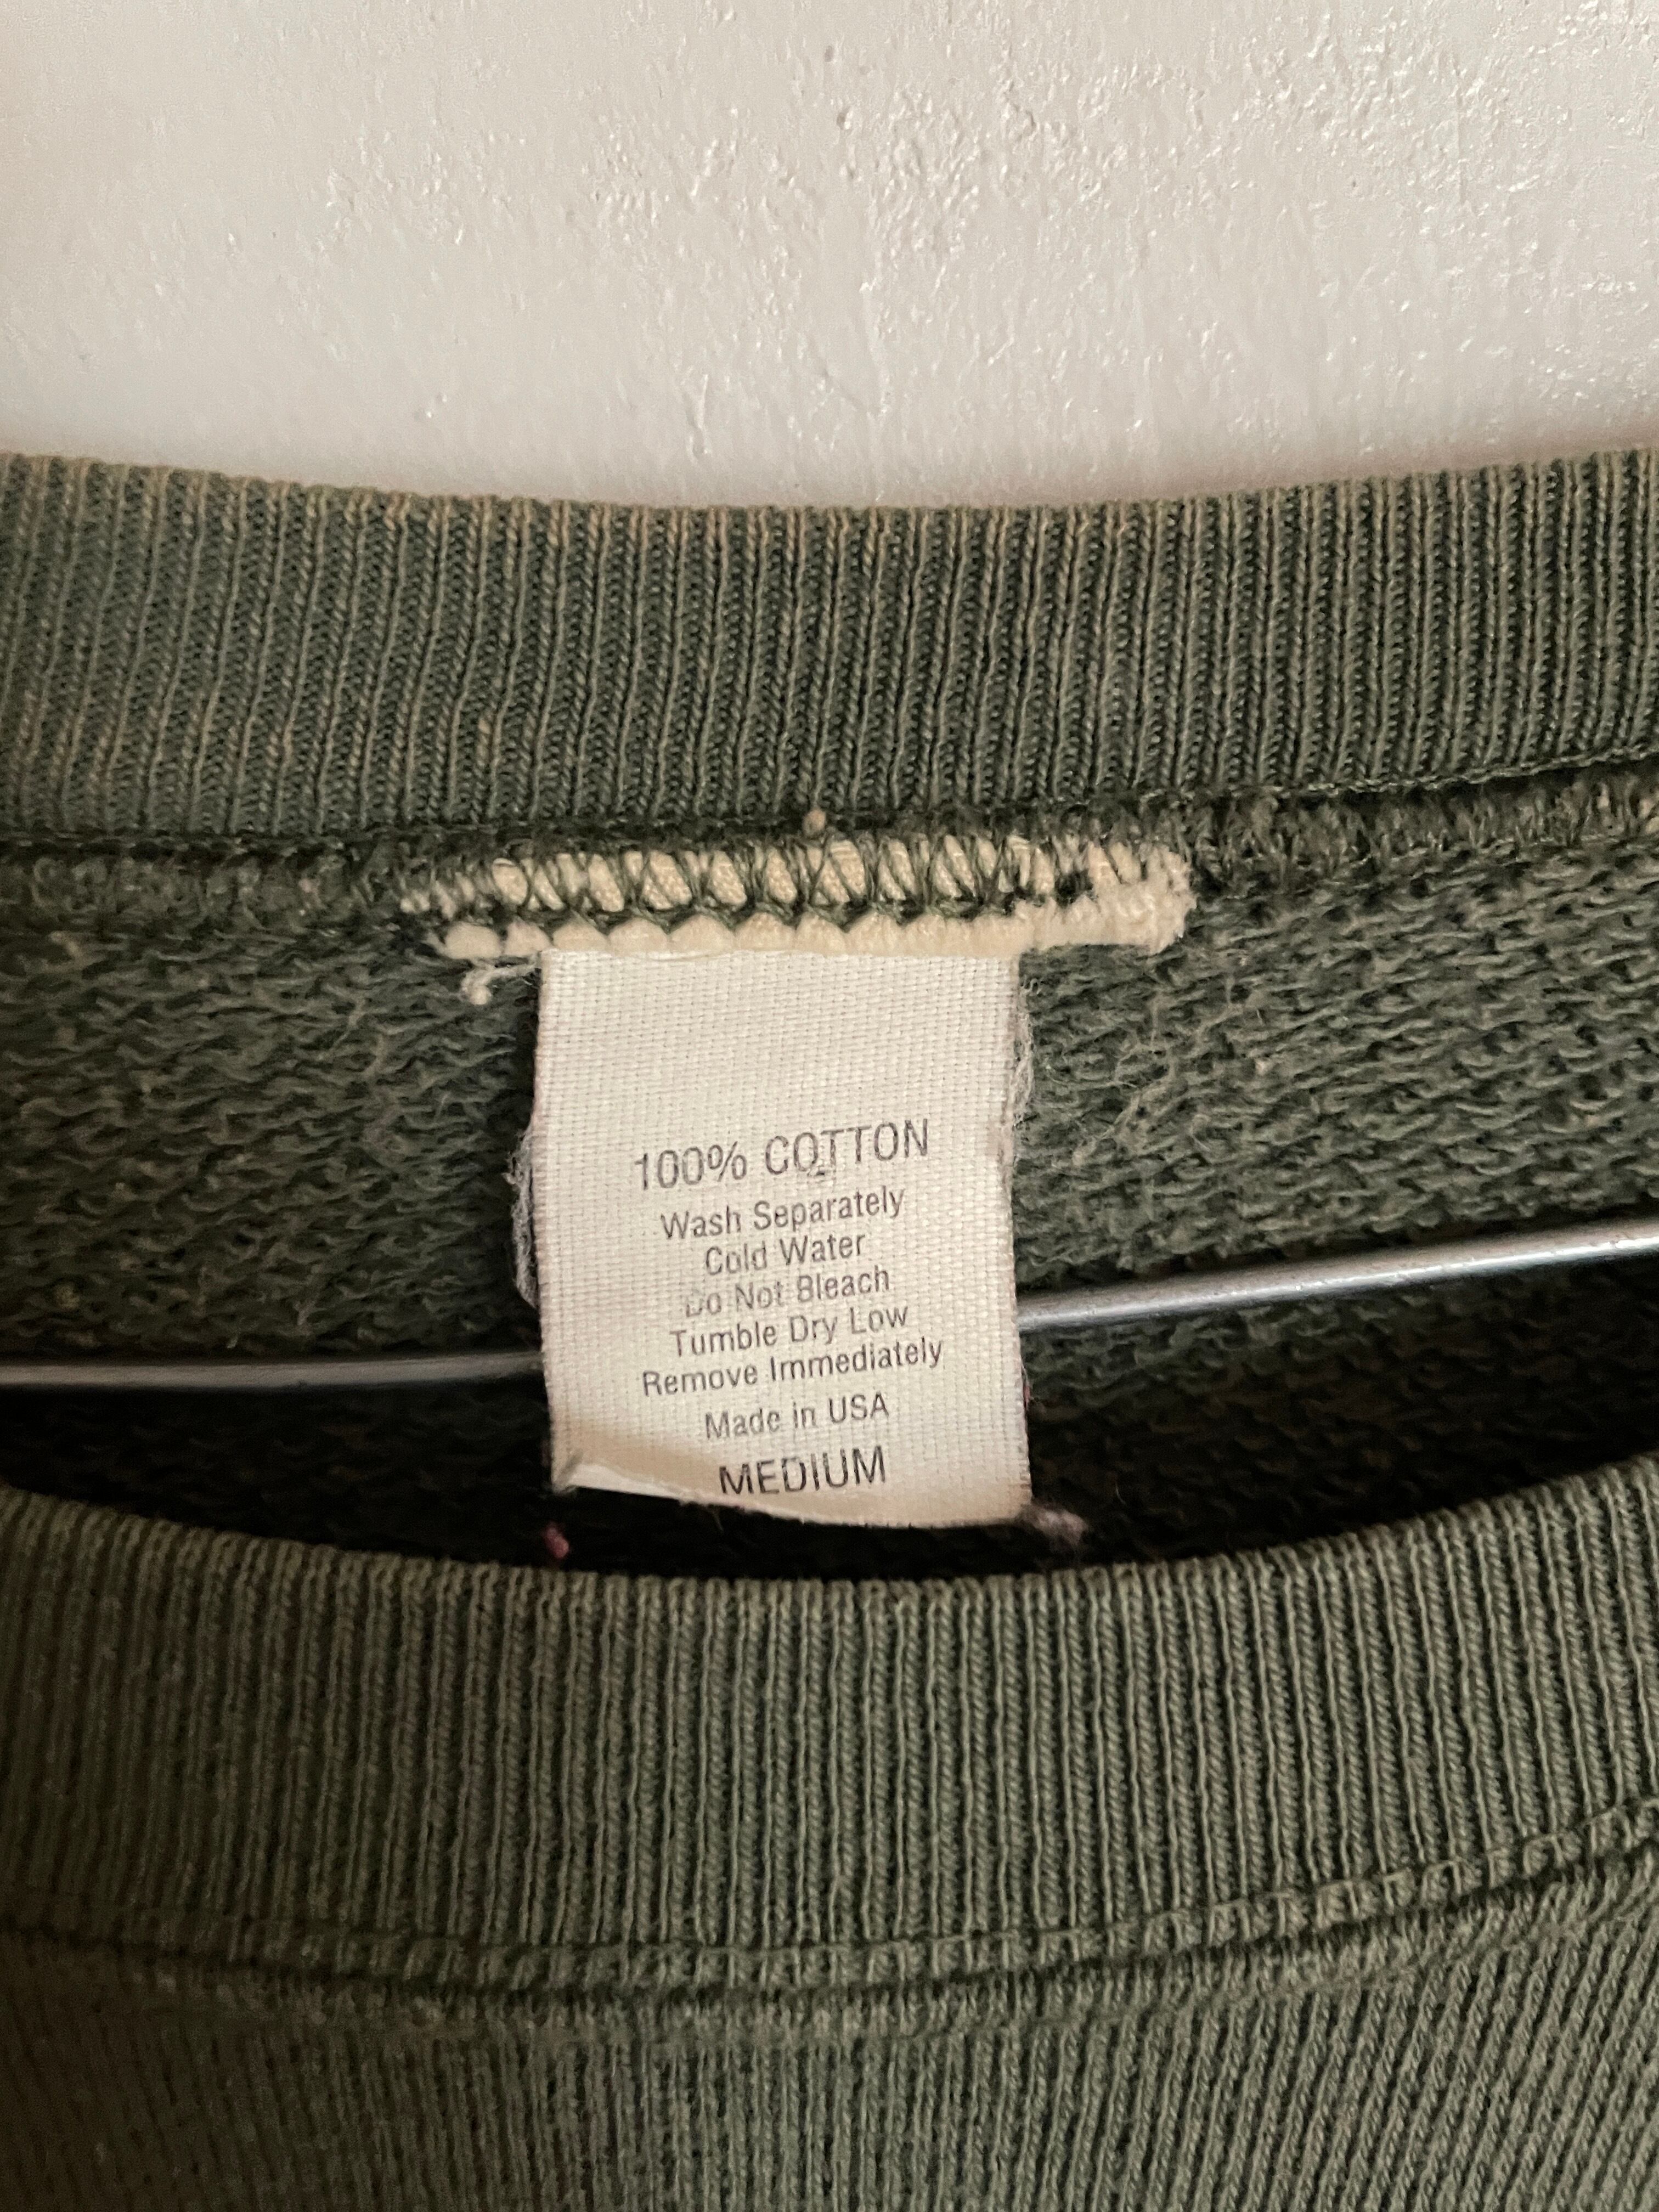 100% COTTON
Wash Separately
Cold Water
Do Not Bleach
Tumble Dry Low
Remove Immediately
Made in USA
MEDIUM